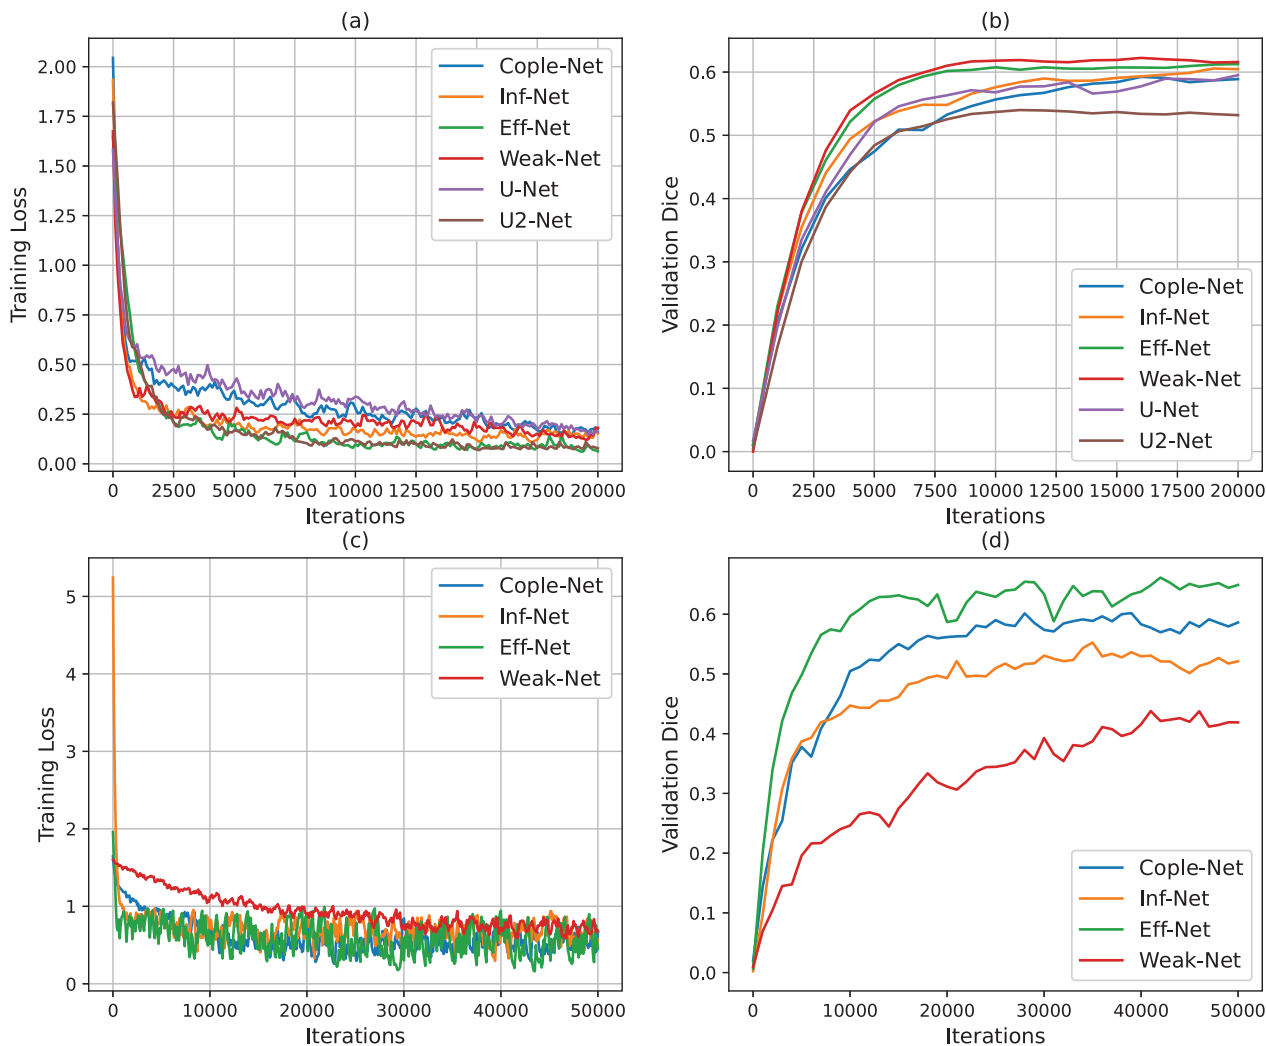 (a)
Training Loss
2.00
1.75
1.50
1.25
1.00
0.75
0.50
0.25
0.00
Cople-Net
Inf-Net
Eff-Net
Weak-Net
U-Net
U2-Net
0 2500 5000 7500 10000 12500 15000 17500 20000
Iterations
(b)
Validation Dice
0.6
0.5
0.4
0.3
0.2
0.1
0.0
Cople-Net
Inf-Net
Eff-Net
Weak-Net
U-Net
U2-Net
0 2500 5000 7500 10000 12500 15000 17500 20000
Iterations
(c)
Training Loss
5
4
3
2
1
0
Cople-Net
Inf-Net
Eff-Net
Weak-Net
0 10000 20000 30000 40000 50000
Iterations
(d)
Validation Dice
0.6
0.5
0.4
0.3
0.2
0.1
0.0
Cople-Net
Inf-Net
Eff-Net
Weak-Net
0 10000 20000 30000 40000 50000
Iterations